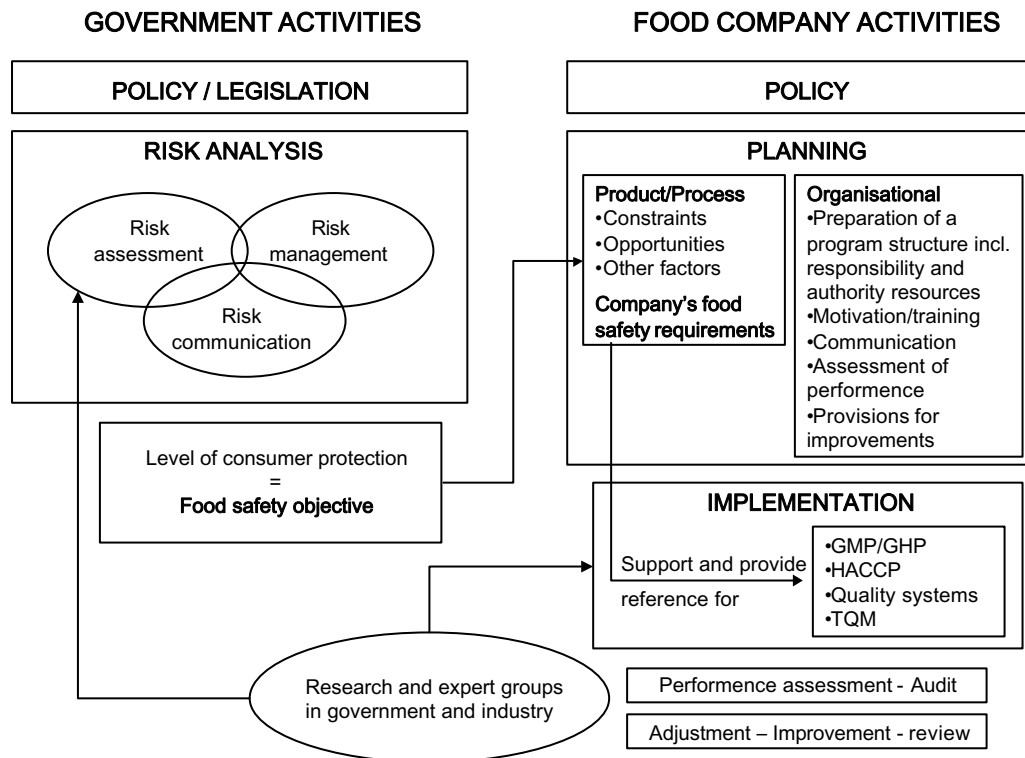 GOVERNMENT ACTIVITIES
FOOD COMPANY ACTIVITIES
POLICY / LEGISLATION
POLICY
RISK ANALYSIS
Risk
assessment
Risk
management
Risk
communication
PLANNING
Product/Process
•Constraints
•Opportunities
•Other factors
Company’s food
safety requirements
Organisational
•Preparation of a
program structure incl.
responsibility and
authority resources
•Motivation/training
•Communication
•Assessment of
performence
•Provisions for
improvements
Level of consumer protection
=
Food safety objective
IMPLEMENTATION
Support and provide
reference for
•GMP/GHP
•HACCP
•Quality systems
•TQM
Research and expert groups
in government and industry
Performence assessment - Audit
Adjustment – Improvement - review